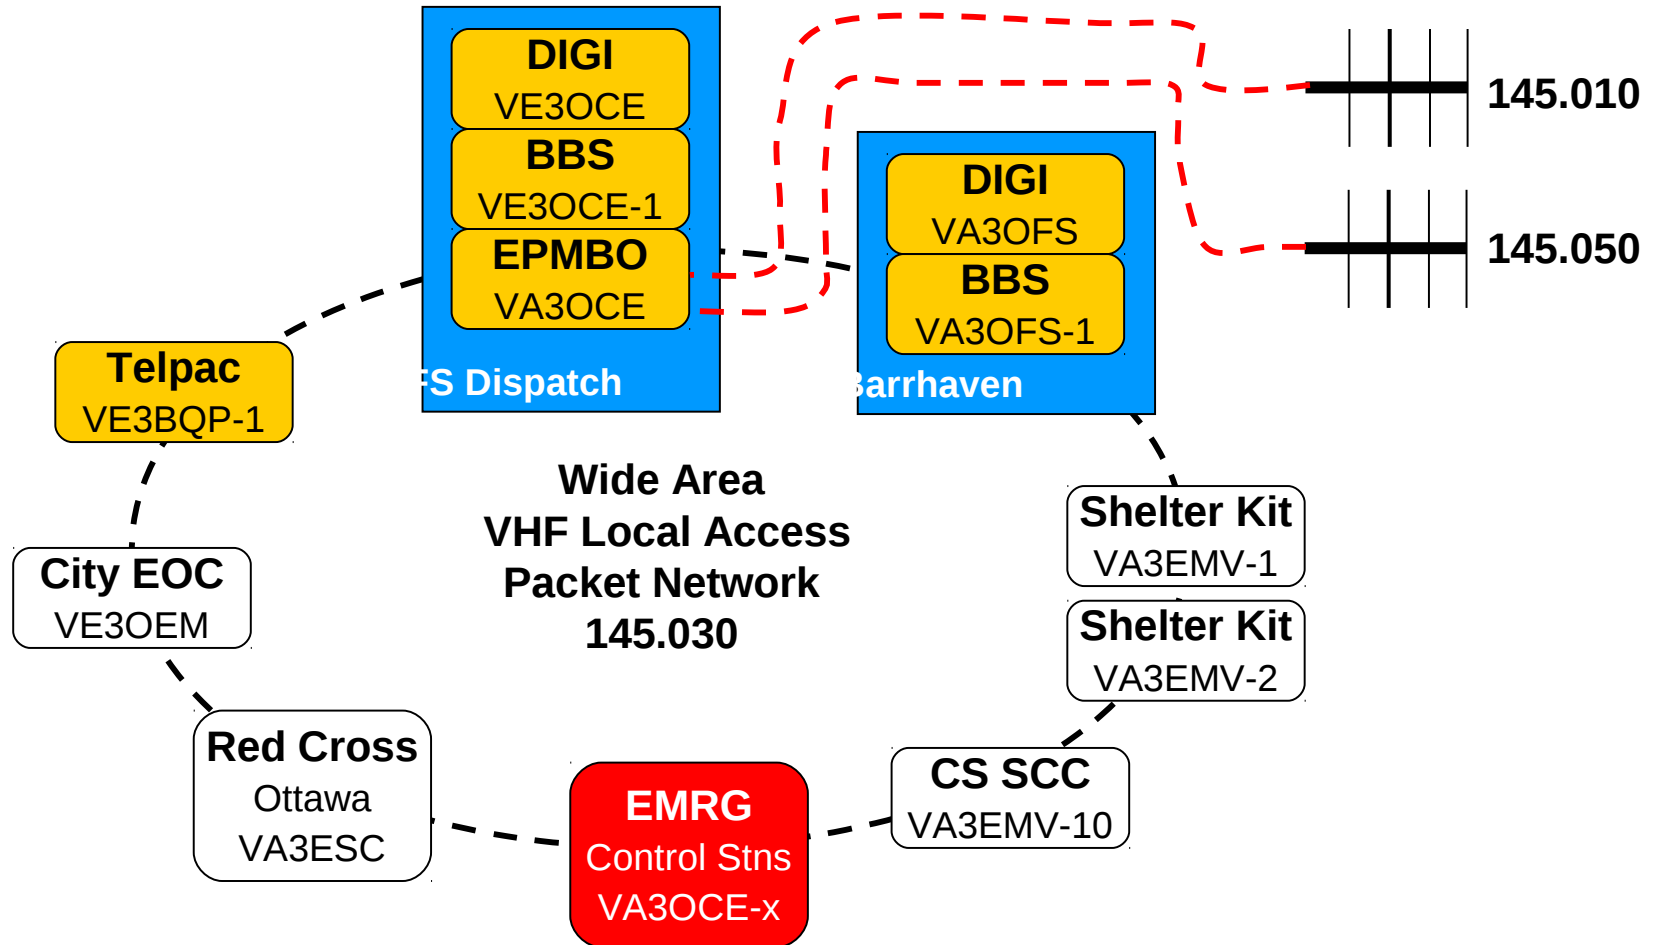 DIGI
VE3OCE
BBS
VE3OCE-1
EPMBO
VA3OCE
FS Dispatch
DIGI
VA3OFS
BBS
VA3OFS-1
Barrhaven
145.010
145.050
Telpac
VE3BQP-1
Wide Area
VHF Local Access
Packet Network
145.030
City EOC
VE3OEM
Shelter Kit
VA3EMV-1
Shelter Kit
VA3EMV-2
Red Cross
Ottawa
VA3ESC
EMRG
Control Stns
VA3OCE-x
CS SCC
VA3EMV-10